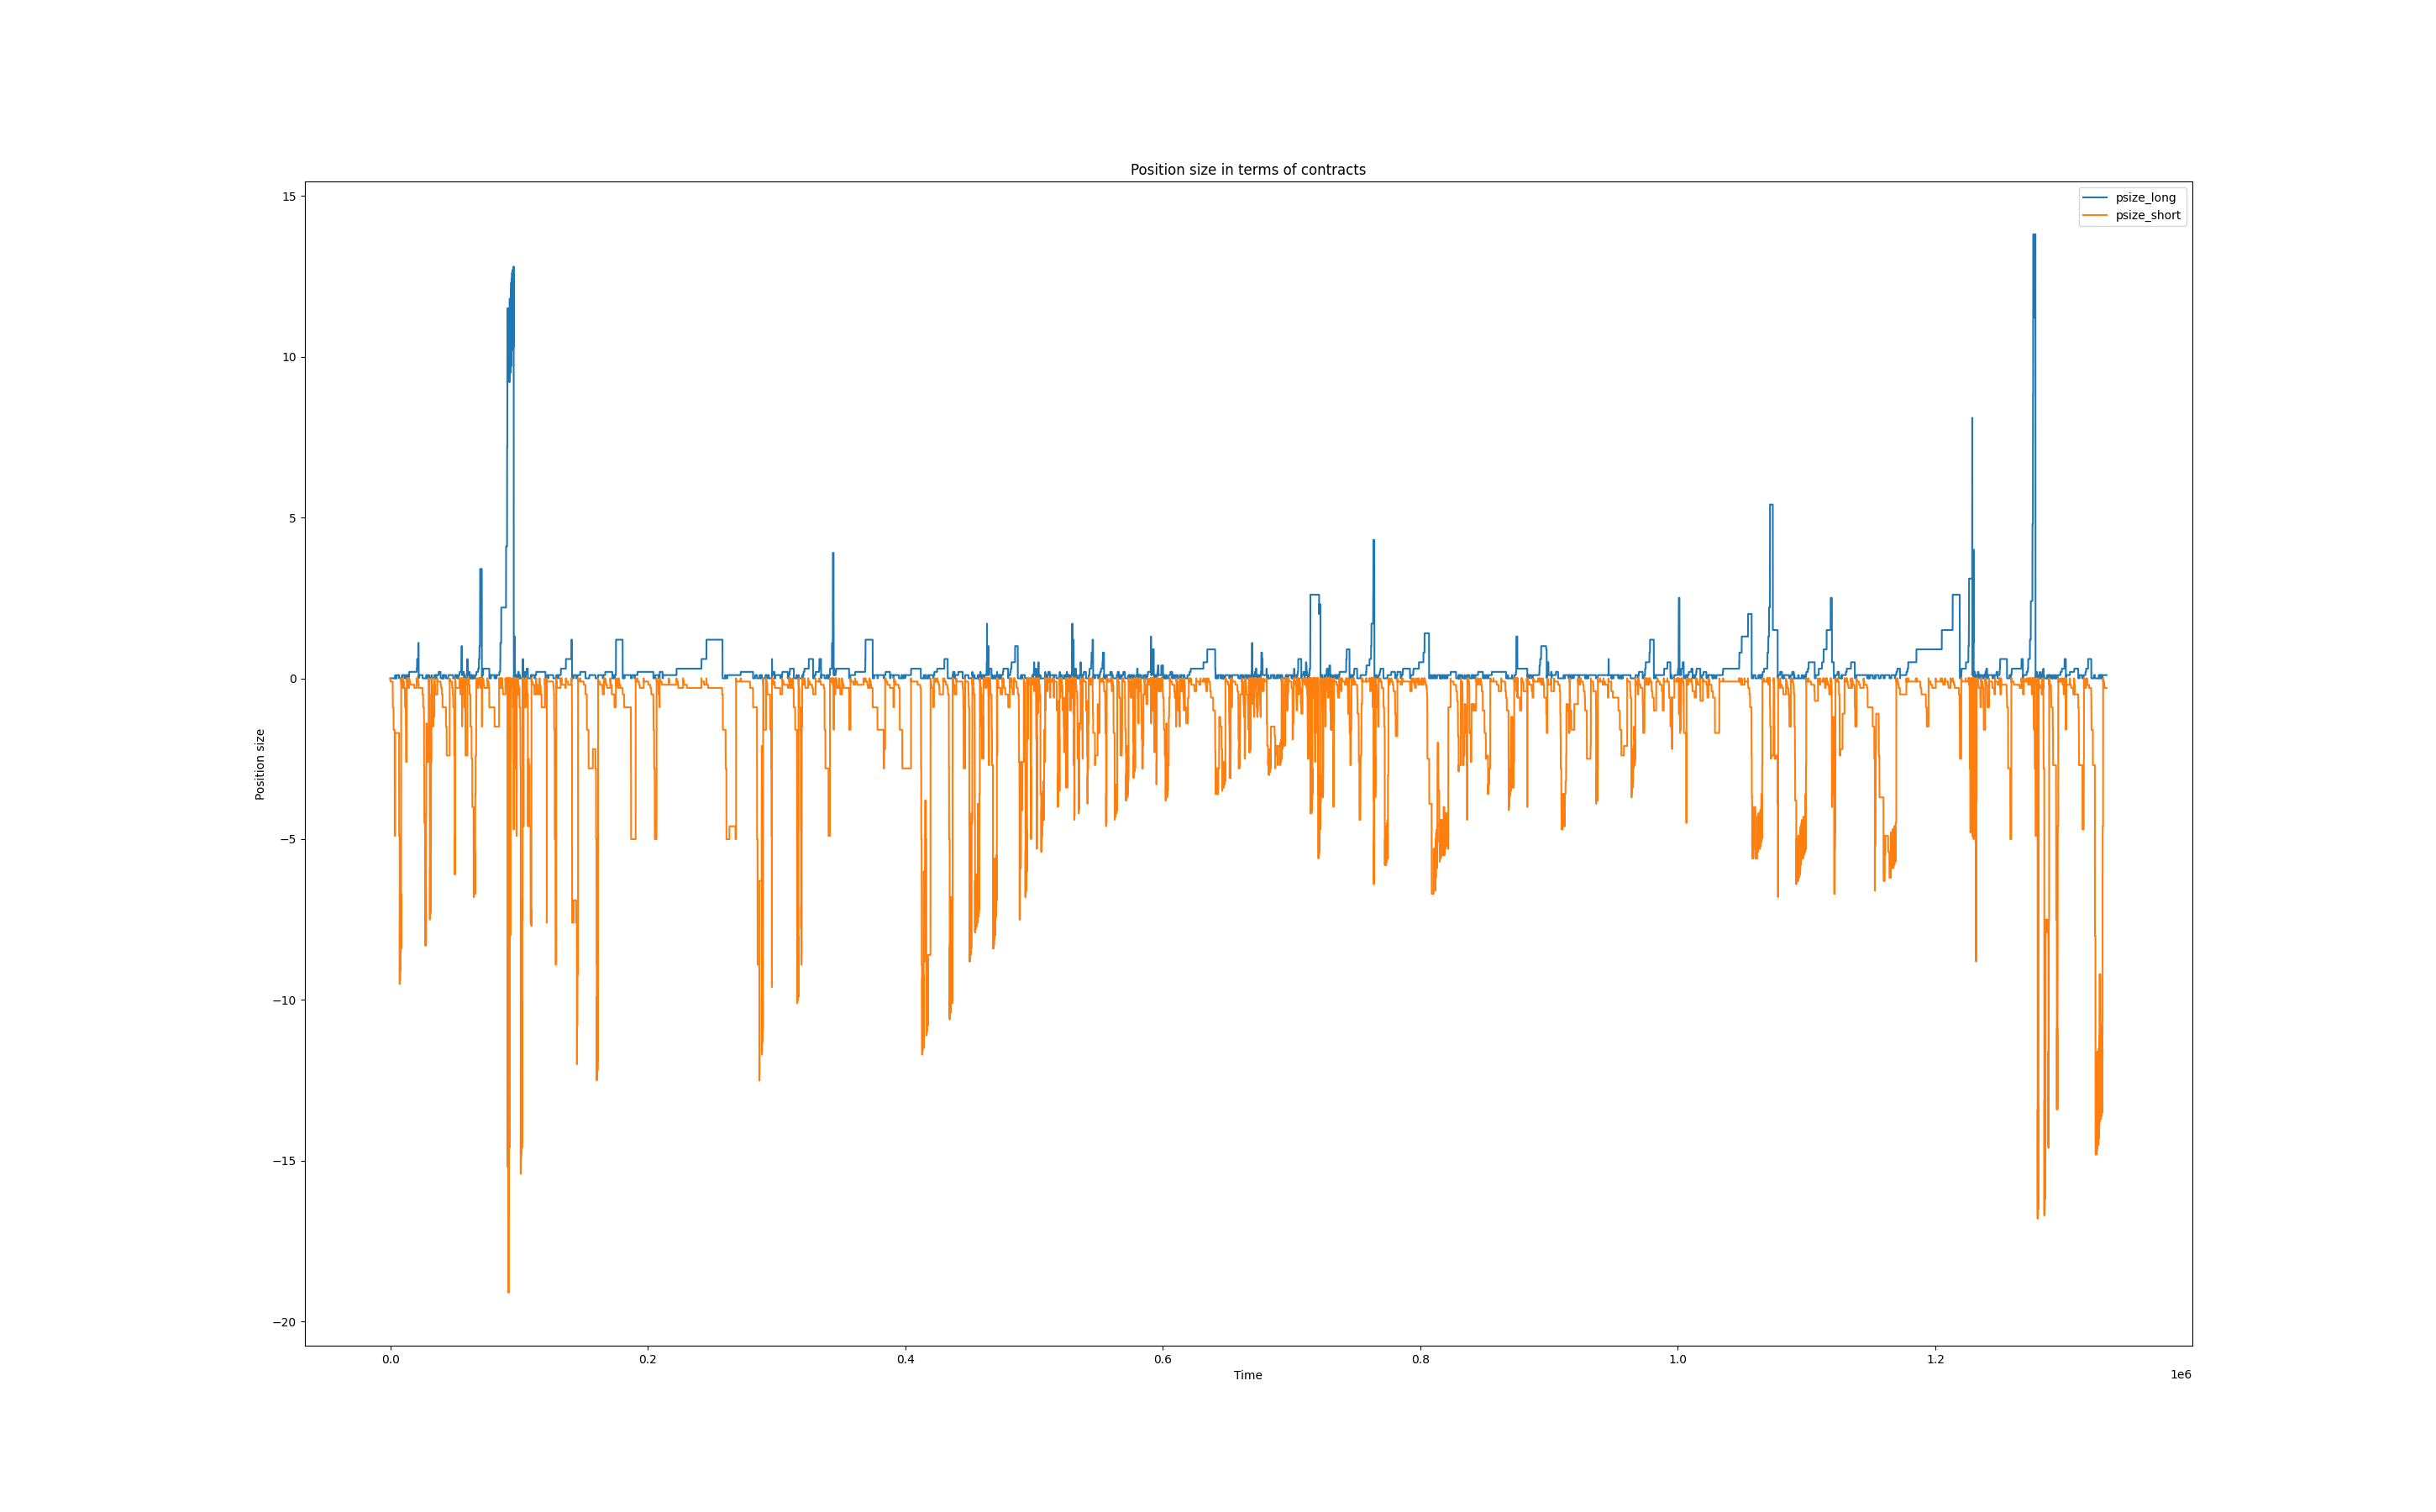 Position size in terms of contracts
psize_long
psize_short
Position size
15
10
5
0
−5
−10
−15
−20
0.0
0.2
0.4
0.6
0.8
1.0
1.2
1e6
Time